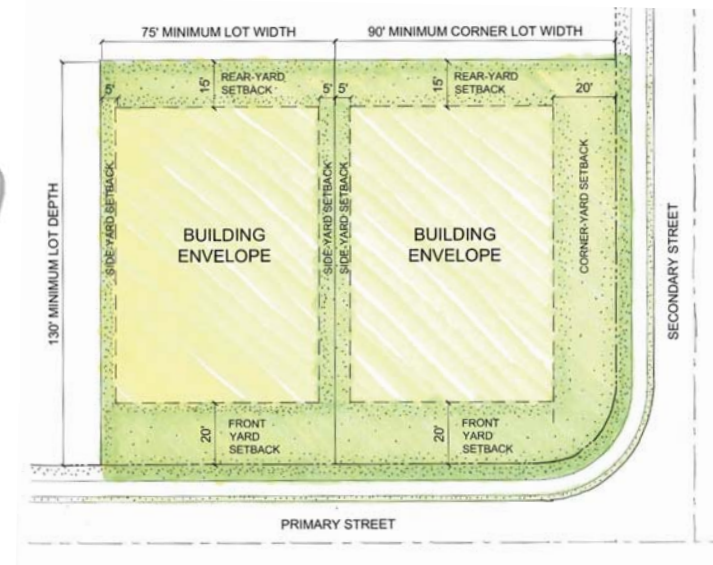 75' MINIMUM LOT WIDTH
90' MINIMUM CORNER LOT WIDTH
15'
REAR-YARD
SETBACK
15'
REAR-YARD
SETBACK
5'
5'
5'
20'
130' MINIMUM LOT DEPTH
SIDE-YARD SETBACK
BUILDING
ENVELOPE
SIDE-YARD SETBACK
SIDE-YARD SETBACK
BUILDING
ENVELOPE
CORNER-YARD SETBACK
SECONDARY STREET
20'
FRONT
YARD
SETBACK
20'
FRONT
YARD
SETBACK
PRIMARY STREET